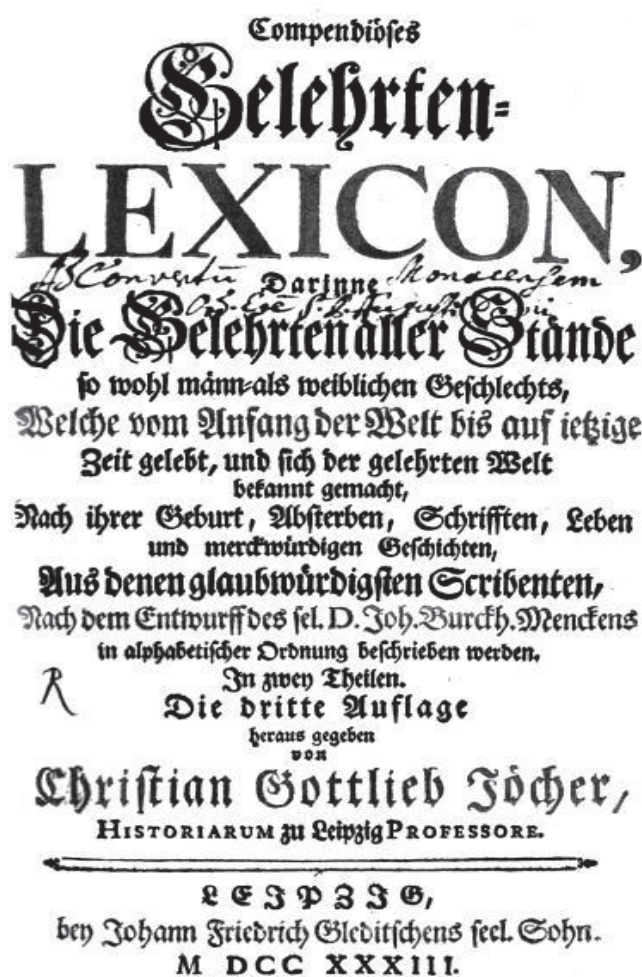 Compendiöses
Gelehrten-
LEXICON,
Darinne
Die Gelehrten aller Stände
so wohl männ-als weiblichen Geschlechts,
Welche vom Anfang der Welt bis auf ietzige
Zeit gelebt, und sich der gelehrten Welt
bekannt gemacht,
Nach ihrer Geburt, Absterben, Schrifften, Leben
und merckwürdigen Geschichten,
Aus denen glaubwürdigsten Scribenten,
Nach dem Entwurff des sel. D. Joh. Burckh. Menckens
in alphabetischer Ordnung beschrieben werden.
In zwey Theilen.
R
Die dritte Auflage
heraus gegeben
von
Christian Gottlieb Jöcher,
HISTORIARUM zu Leipzig PROFESSORE.
LEIPZIG,
bey Johann Friedrich Gleditschens seel. Sohn.
M DCC XXXIII.